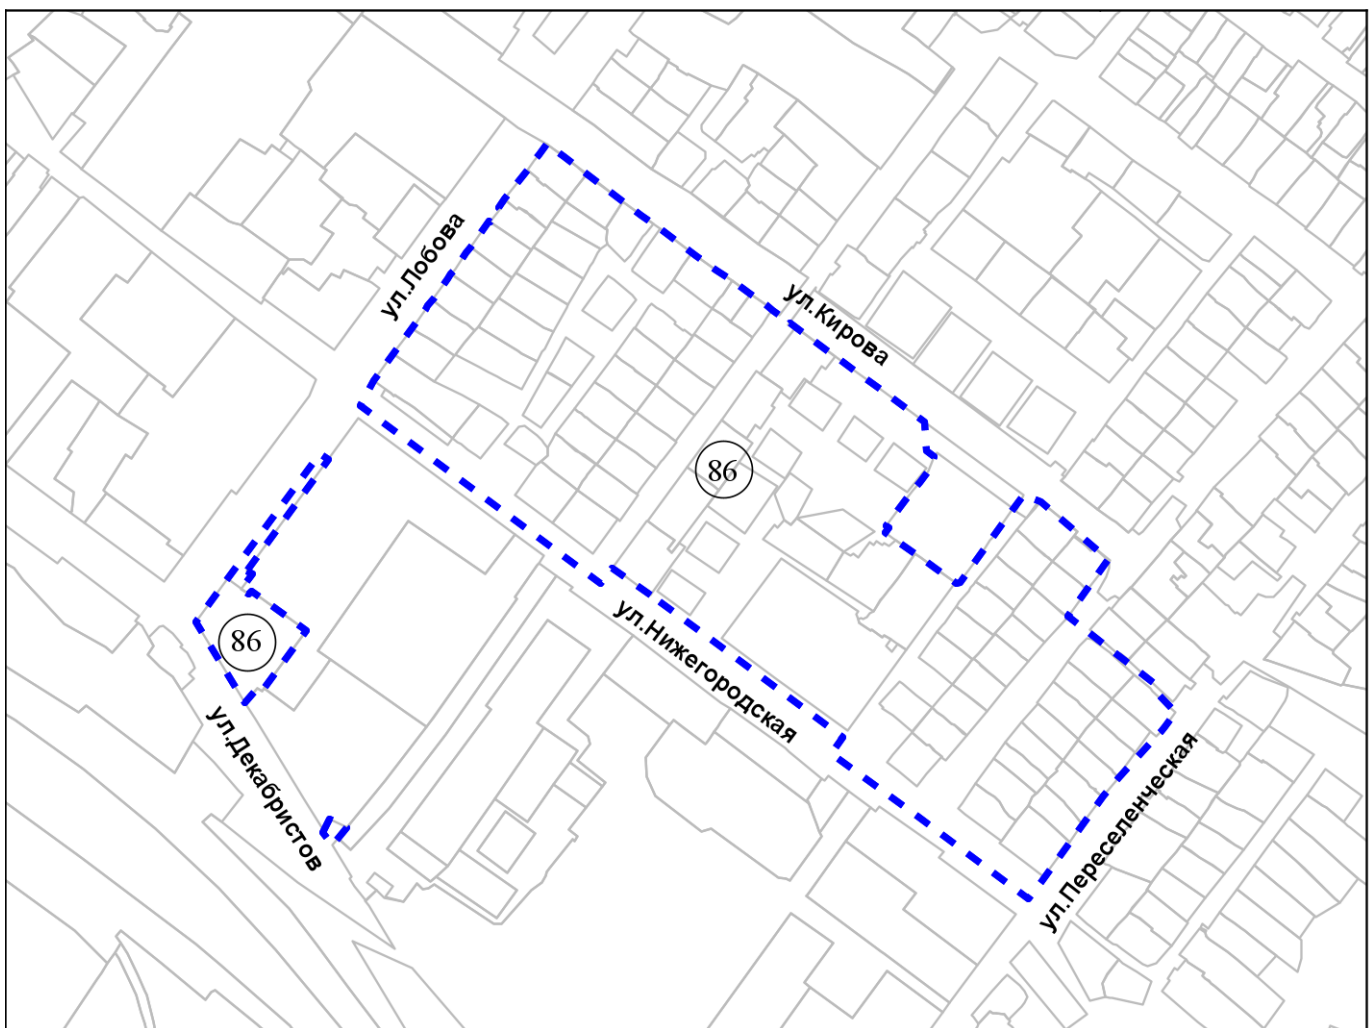 ул.Лобова
ул.Кирова
86
ул.Нижегородская
86
ул.Декабристов
ул.Переселенческая